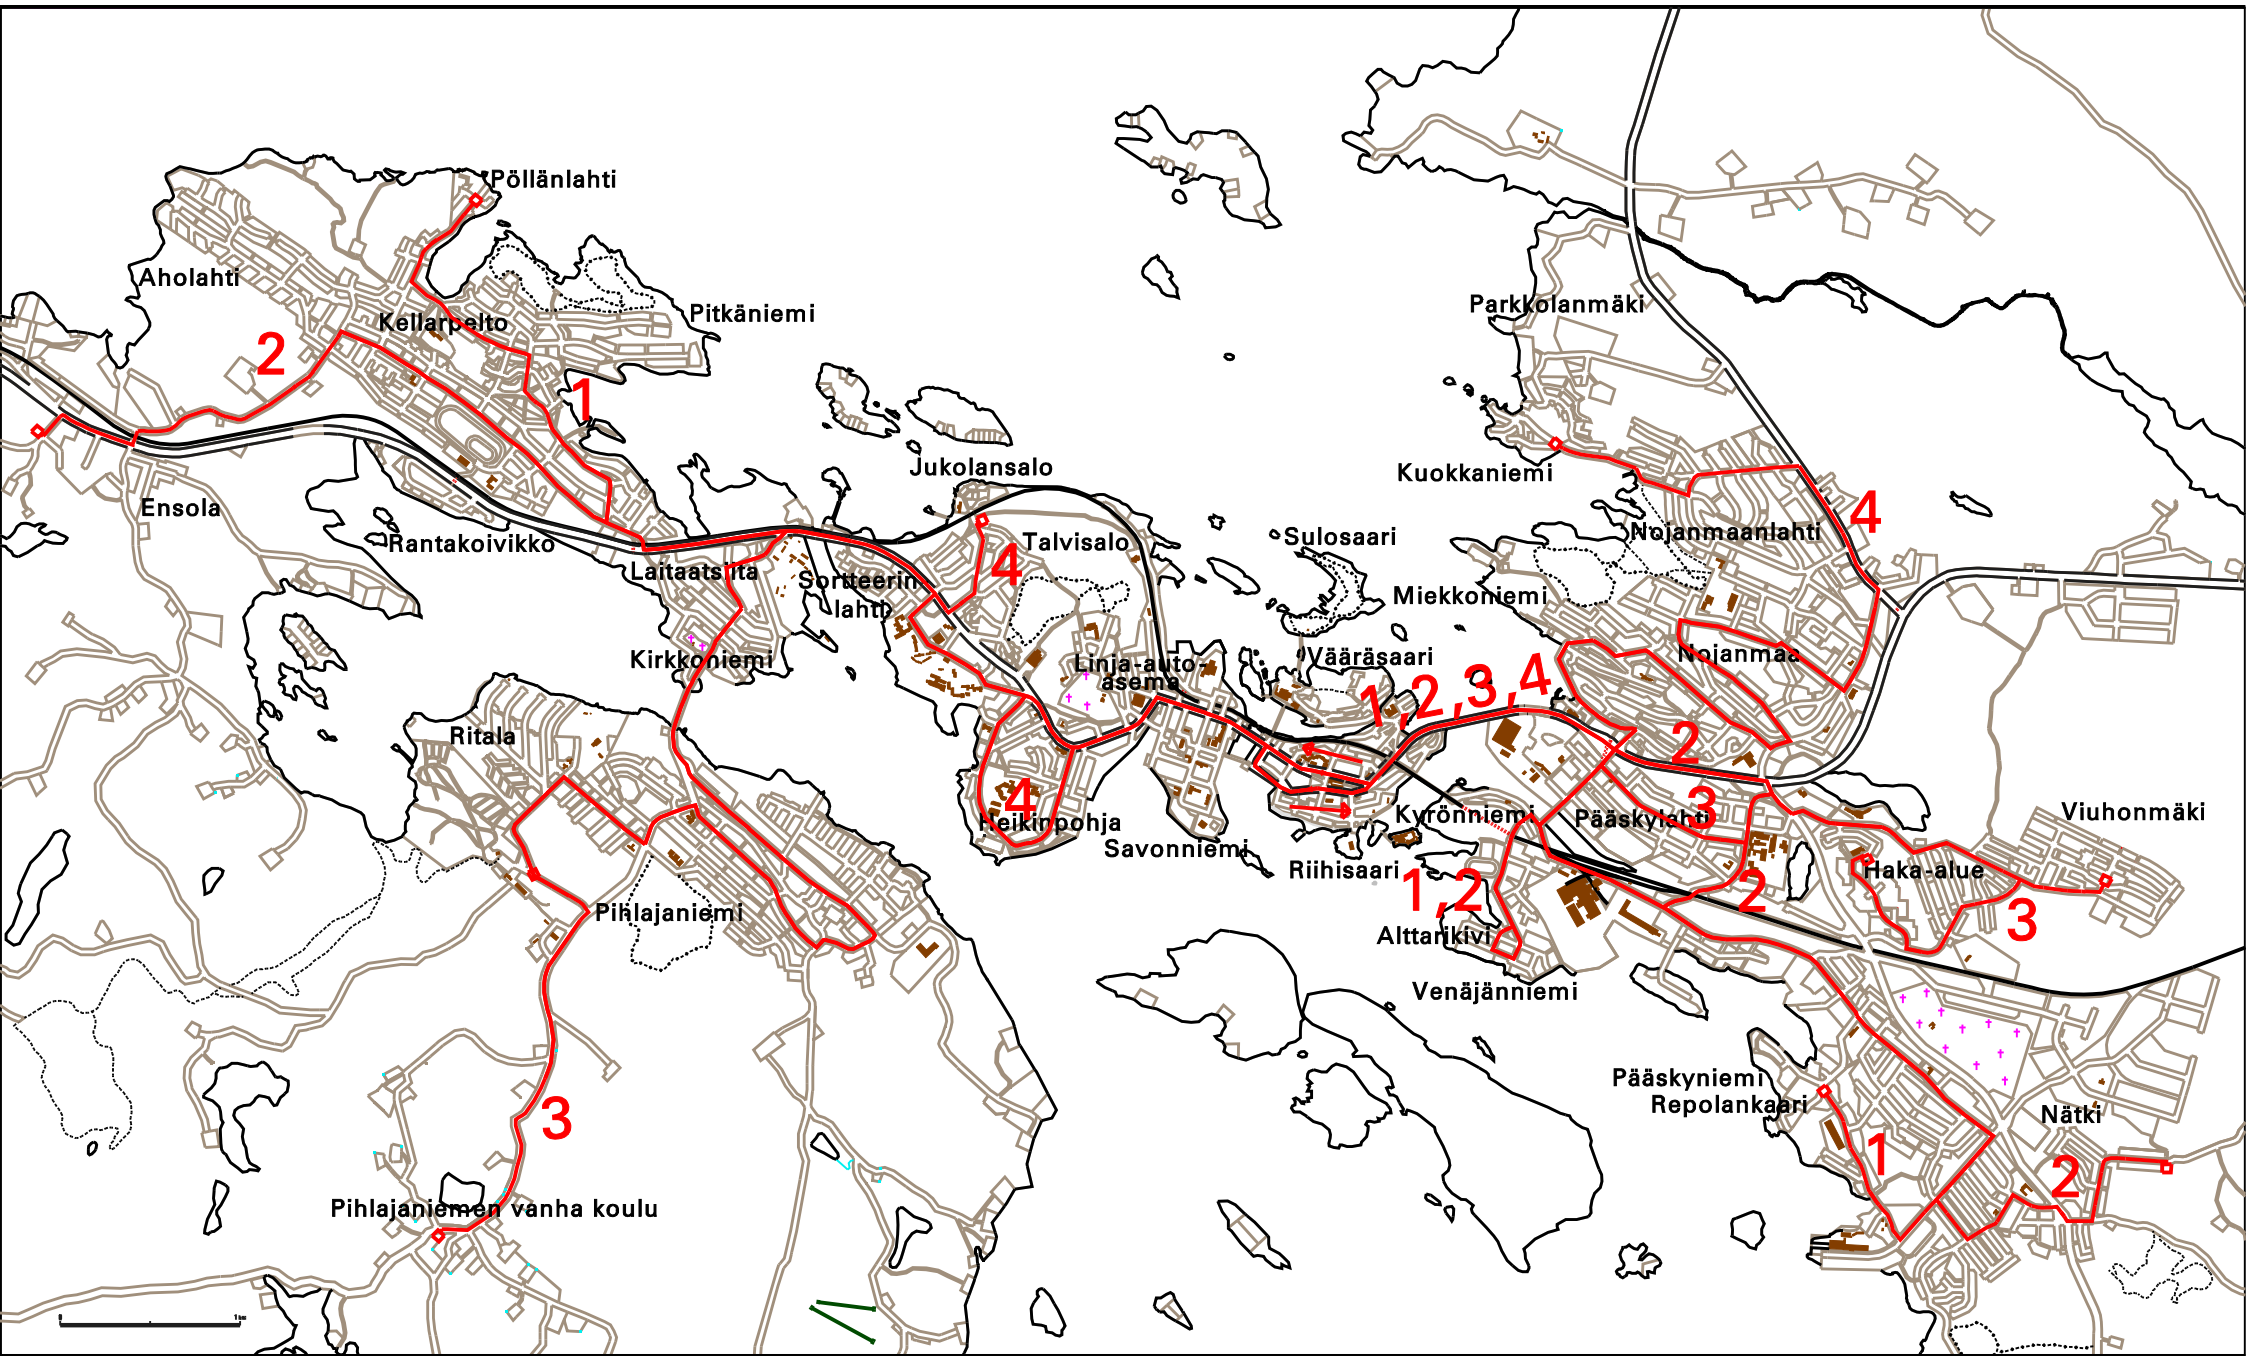 Pöllänlahti
Aholahti
Pitkäniemi
Parkkolanmäki
Kellarpelto
2
1
Jukolansalo
Kuokkaniemi
Ensola
4
Rantakoivikko
Talvisalo
Sulosaari
Nojanmaanlahti
Laitaatsilta
Sortteerin-
lahti
4
Miekkoniemi
Kirkkoniemi
Linja-auto-
asema
Vääräsaari
Nojanmaa
1,2,3,4
Ritala
2
4
Heikinpohja
Savonniemi
Kyrönniemi
Pääskylahti
3
Viuhonmäki
Riihisaari
1,2
2
Haka-alue
3
Pihlajaniemi
Alttarikivi
Venäjänniemi
Pääskyniemi
Repolankaari
Nätki
3
1
2
Pihlajaniemen vanha koulu